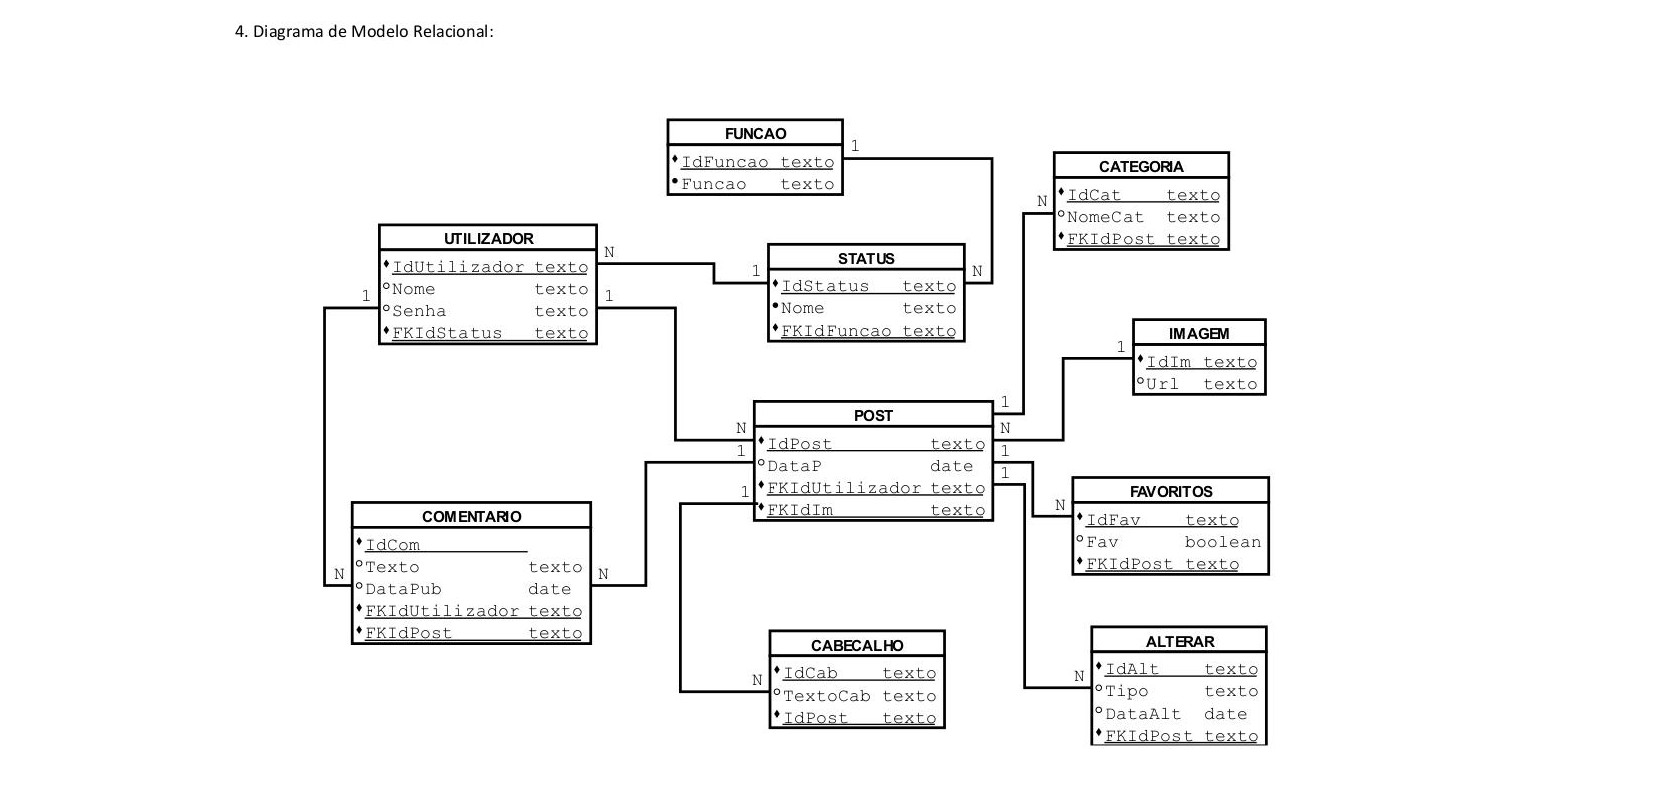 4. Diagrama de Modelo Relacional:
FUNCAO
IdFuncao texto
Funcao texto
1
CATEGORIA
IdCat texto
NomeCat texto
FKIdPost texto
N
UTILIZADOR
IdUtilizador texto
Nome texto
Senha texto
FKIdStatus texto
N
1
1
STATUS
IdStatus texto
Nome texto
FKIdFuncao texto
1
N
IMAGEM
IdIm texto
Url texto
1
POST
IdPost texto
DataP date
FKIdUtilizador texto
FKIdIm texto
N
1
1
1
N
1
1
FAVORITOS
IdFav texto
Fav boolean
FKIdPost texto
N
COMENTARIO
IdCom
Texto texto
DataPub date
FKIdUtilizador texto
FKIdPost texto
N
N
CABECALHO
IdCab texto
TextoCab texto
IdPost texto
N
ALTERAR
IdAlt texto
Tipo texto
DataAlt date
FKIdPost texto
N